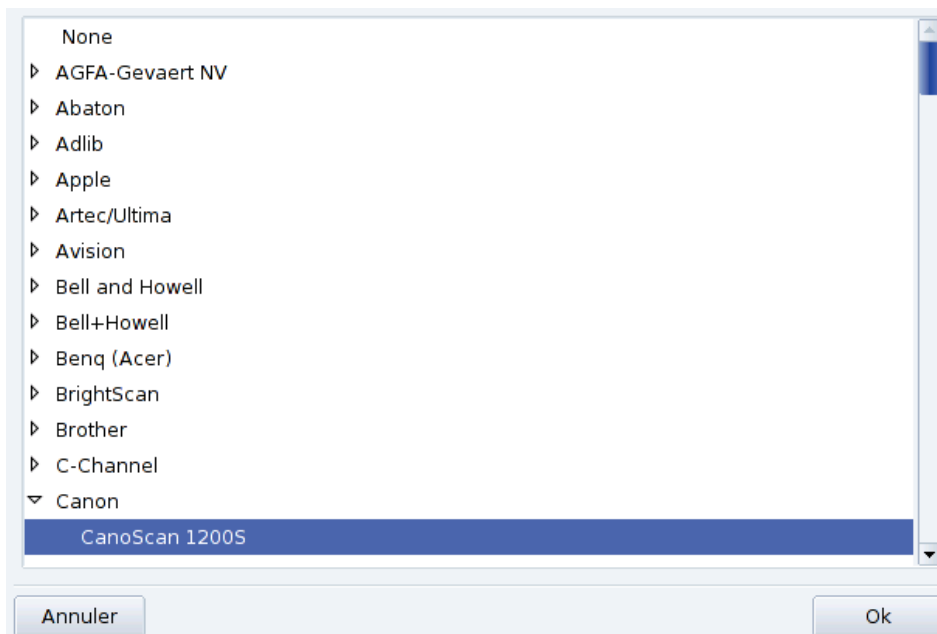 None
AGFA-Gevaert NV
Abaton
Adlib
Apple
Artec/Ultima
Avision
Bell and Howell
Bell+Howell
Benq (Acer)
BrightScan
Brother
C-Channel
Canon
CanoScan 1200S
Annuler Ok